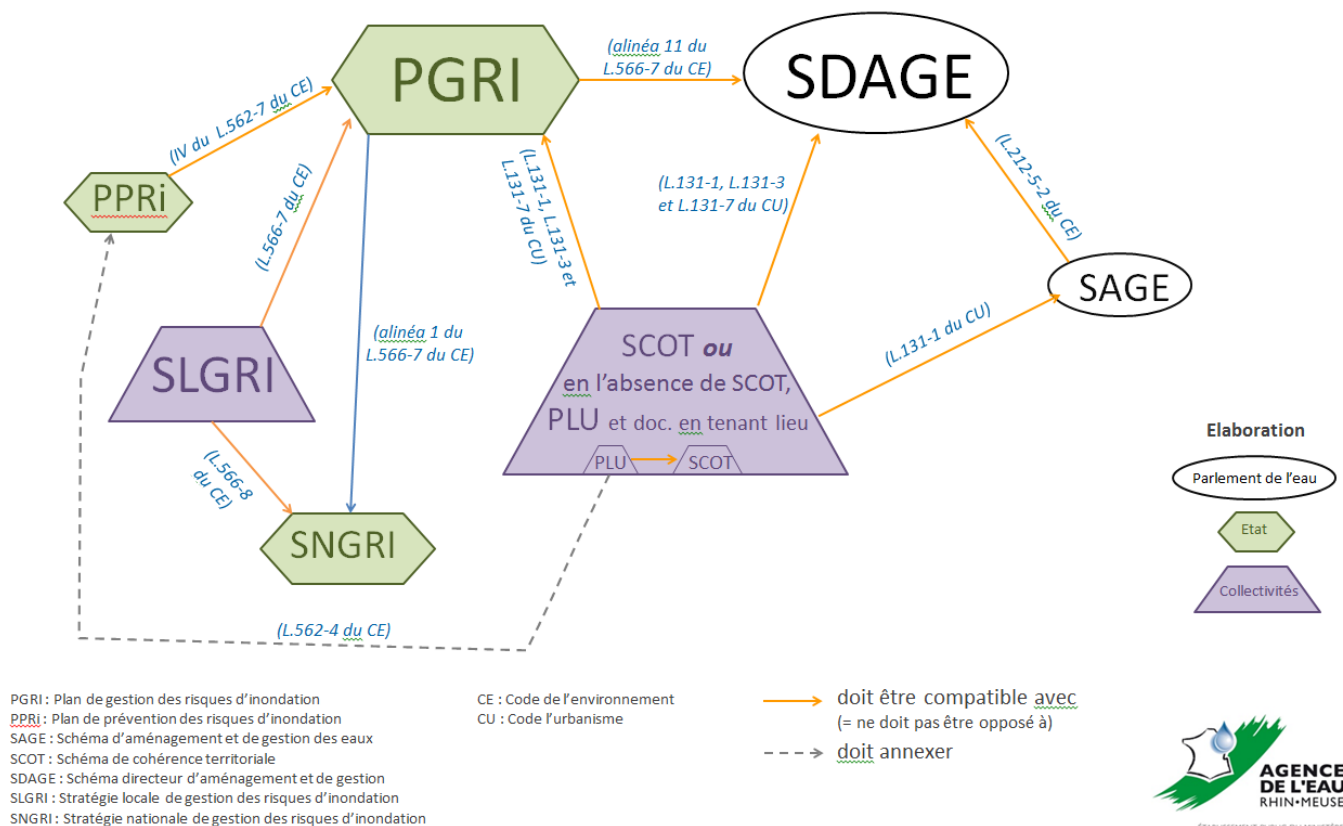 PGRI
(alinéa 11 du
L.566-7 du CE)
SDAGE
(IV du L.562-7 du CE)
PPRi
(L.566-7 du CE)
(L.131-1, L.131-3 et
L.131-7 du CU)
(L.131-1, L.131-3
et L.131-7 du CU)
(L.212-5-2 du CE)
SAGE
SLGRI
(alinéa 1 du
L.566-7 du CE)
SCOT ou
en l'absence de SCOT,
PLU et doc. en tenant lieu
PLU
SCOT
(L.131-1 du CU)
(L.566-8
du CE)
SNGRI
(L.562-4 du CE)
Elaboration
Parlement de l'eau
Etat
Collectivités
PGRI : Plan de gestion des risques d'inondation
PPRi : Plan de prévention des risques d'inondation
SAGE : Schéma d'aménagement et de gestion des eaux
SCOT : Schéma de cohérence territoriale
SDAGE : Schéma directeur d'aménagement et de gestion
SLGRI : Stratégie locale de gestion des risques d'inondation
SNGRI : Stratégie nationale de gestion des risques d'inondation
CE : Code de l'environnement
CU : Code l'urbanisme
doit être compatible avec
(= ne doit pas être opposé à)
doit annexer
AGENCE
DE L'EAU
RHIN•MEUSE